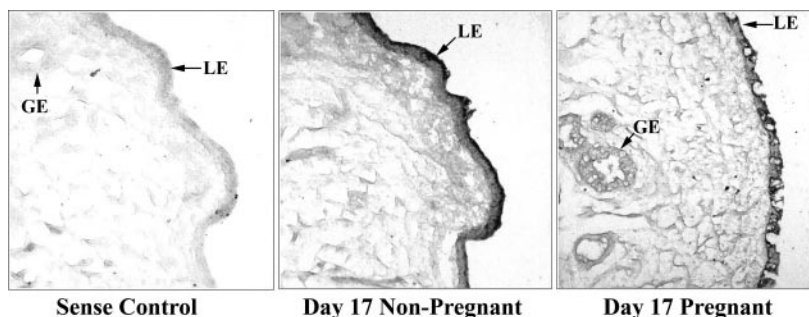 LE
GE
LE
LE
GE
Sense Control
Day 17 Non-Pregnant
Day 17 Pregnant